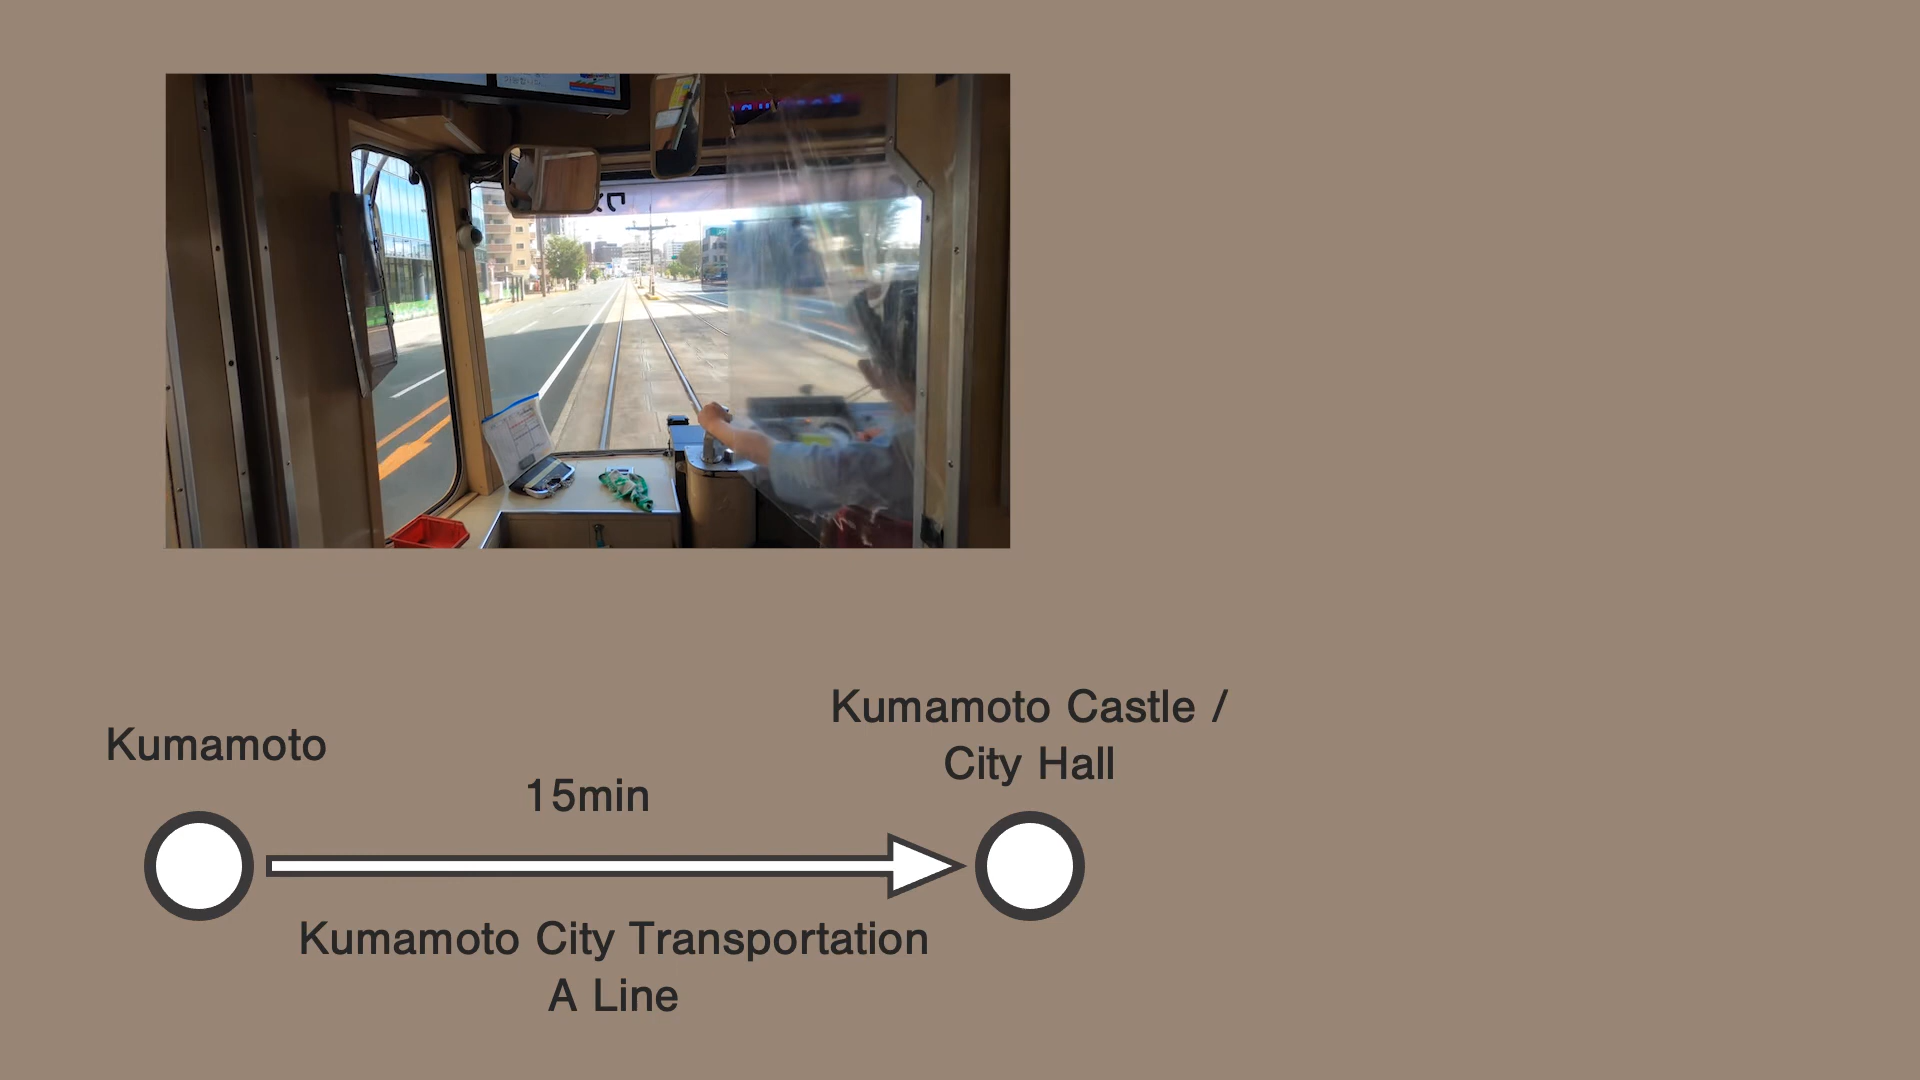 Kumamoto Castle /
City Hall
Kumamoto
15min
Kumamoto City Transportation
A Line